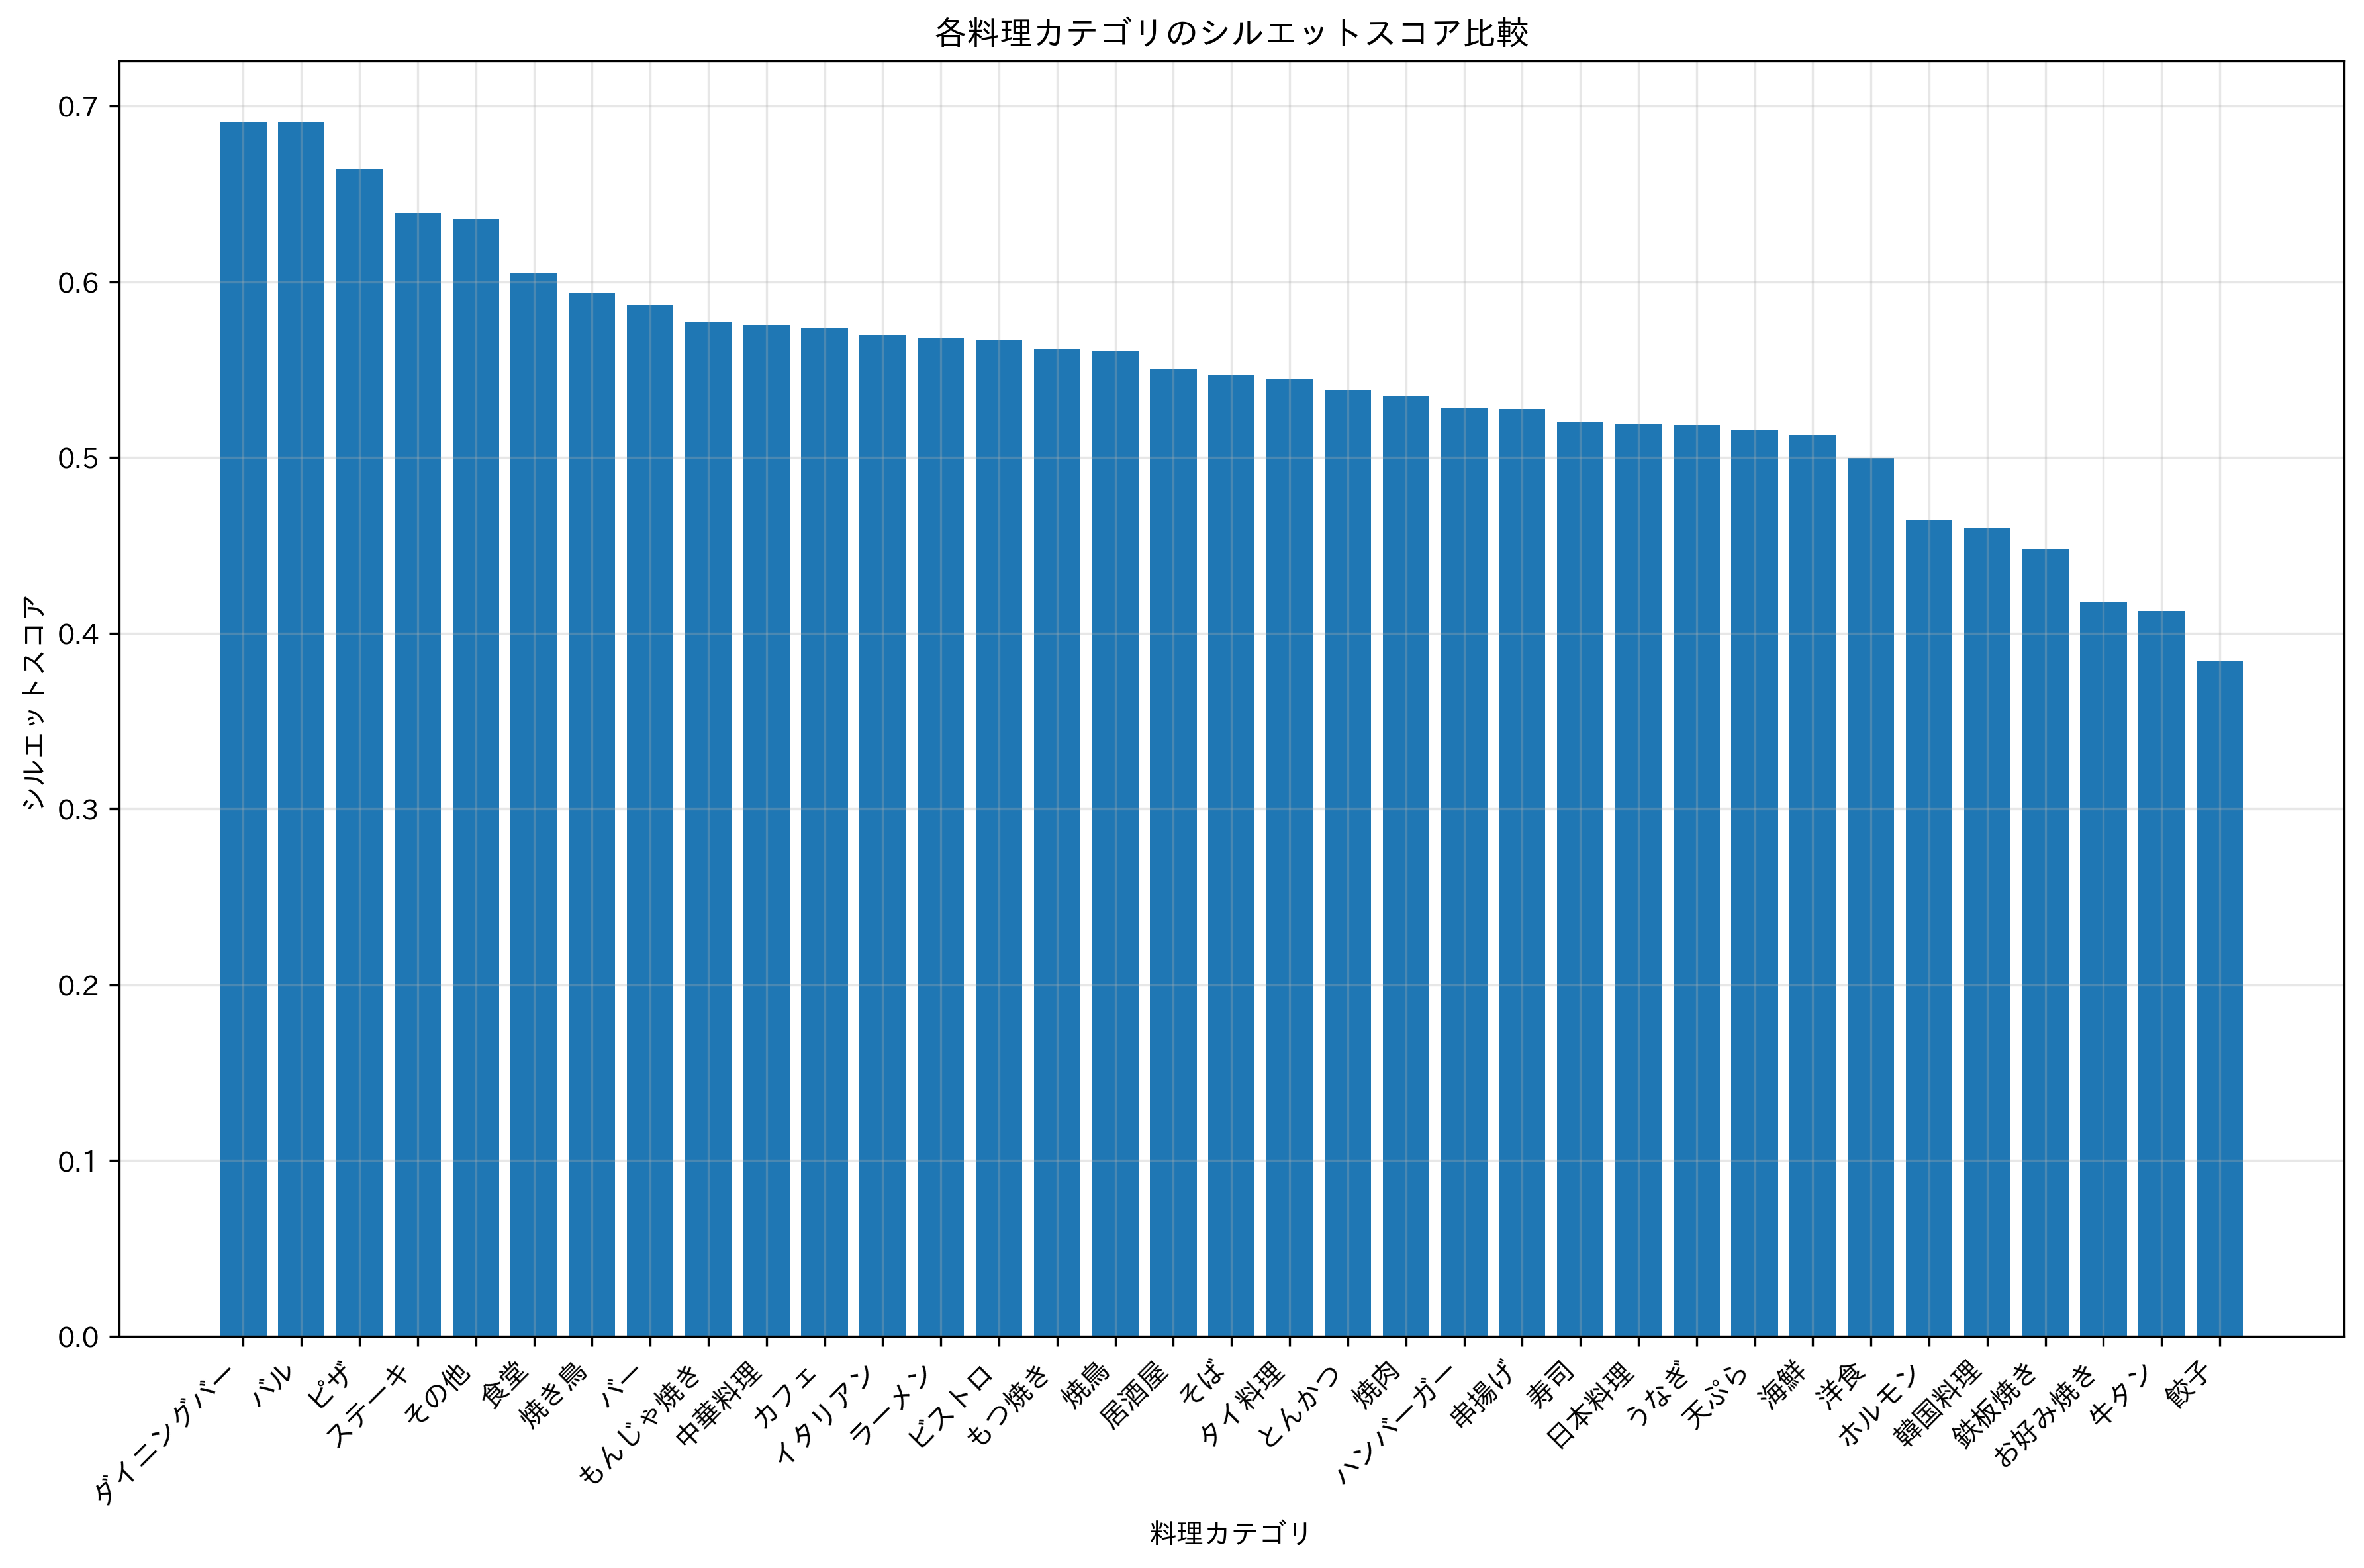 各料理カテゴリのシルエットスコア比較
シルエットスコア
0.7
0.6
0.5
0.4
0.3
0.2
0.1
0.0
ダイニングバー
バル
ピザ
ステーキ
その他
食堂
焼き鳥
バー
もんじゃ焼き
中華料理
カフェ
イタリアン
ラーメン
ビストロ
もつ焼き
焼鳥
居酒屋
そば
タイ料理
とんかつ
焼肉
ハンバーガー
串揚げ
寿司
日本料理
うなぎ
天ぷら
海鮮
洋食
ホルモン
韓国料理
鉄板焼き
お好み焼き
牛タン
餃子
料理カテゴリ